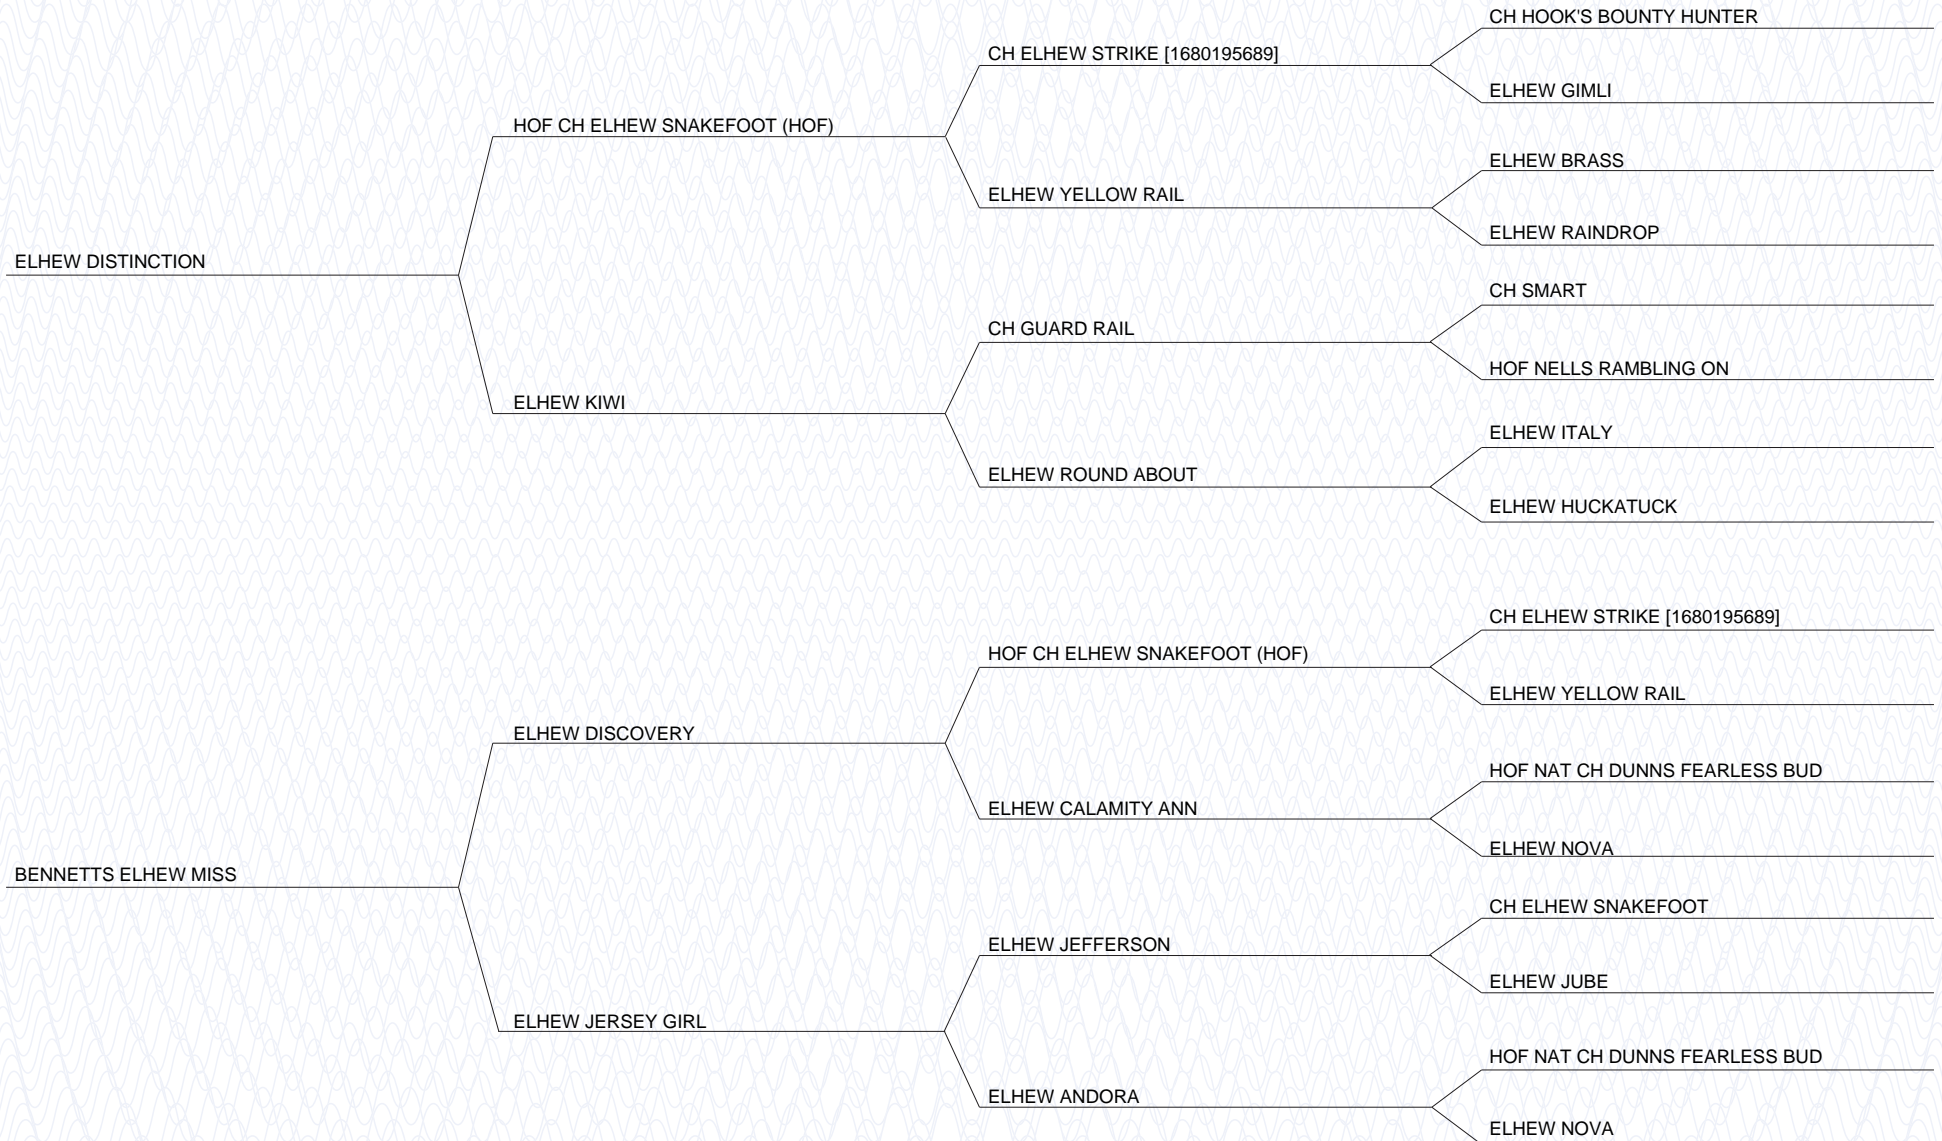 CH HOOK'S BOUNTY HUNTER
CH ELHEW STRIKE [1680195689]
ELHEW GIMLI
HOF CH ELHEW SNAKEFOOT (HOF)
ELHEW BRASS
ELHEW YELLOW RAIL
ELHEW RAINDROP
ELHEW DISTINCTION
CH SMART
CH GUARD RAIL
HOF NELLS RAMBLING ON
ELHEW KIWI
ELHEW ITALY
ELHEW ROUND ABOUT
ELHEW HUCKATUCK
CH ELHEW STRIKE [1680195689]
HOF CH ELHEW SNAKEFOOT (HOF)
ELHEW YELLOW RAIL
ELHEW DISCOVERY
HOF NAT CH DUNNS FEARLESS BUD
ELHEW CALAMITY ANN
ELHEW NOVA
BENNETTS ELHEW MISS
CH ELHEW SNAKEFOOT
ELHEW JEFFERSON
ELHEW JUBE
ELHEW JERSEY GIRL
HOF NAT CH DUNNS FEARLESS BUD
ELHEW ANDORA
ELHEW NOVA